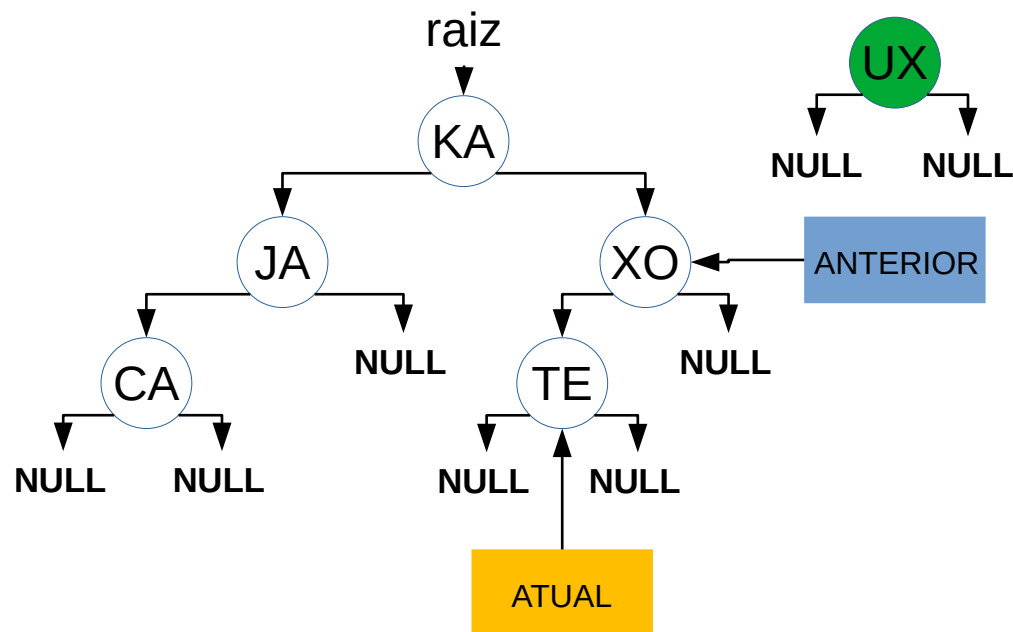 raiz
UX
KA
NULL
NULL
JA
XO
ANTERIOR
NULL
NULL
CA
TE
NULL
NULL
NULL
NULL
ATUAL